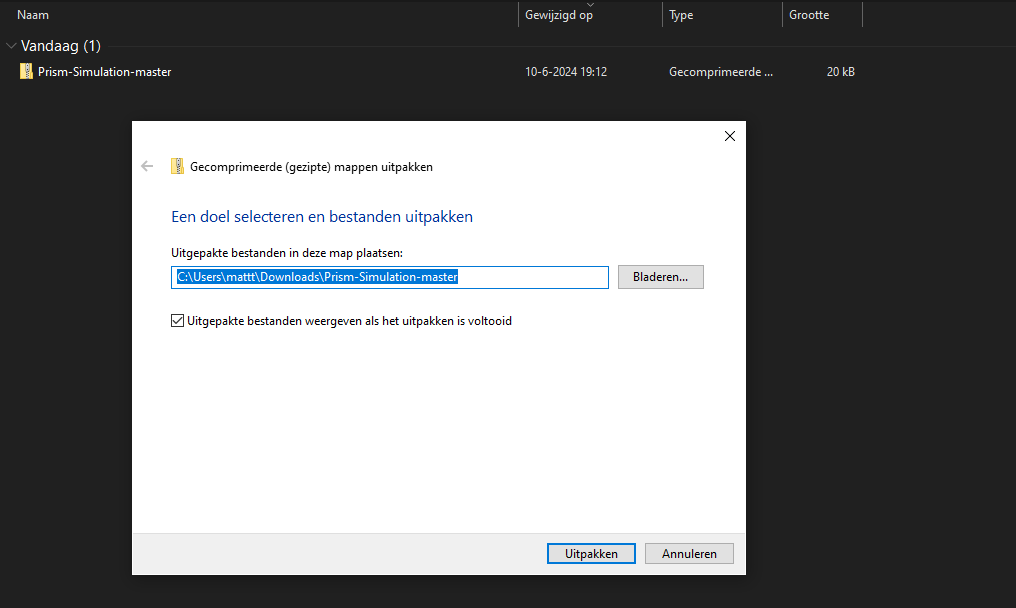 Naam Gewijzigd op Type Grootte
Vandaag (1)
Prism-Simulation-master 10-6-2024 19:12 Gecomprimeerde ... 20 kB
Gecomprimeerde (gezipte) mappen uitpakken
Een doel selecteren en bestanden uitpakken
Uitgepakte bestanden in deze map plaatsen:
C:\Users\mattt\Downloads\Prism-Simulation-master Bladeren...
Uitgepakte bestanden weergeven als het uitpakken is voltooid
Uitpakken Annuleren